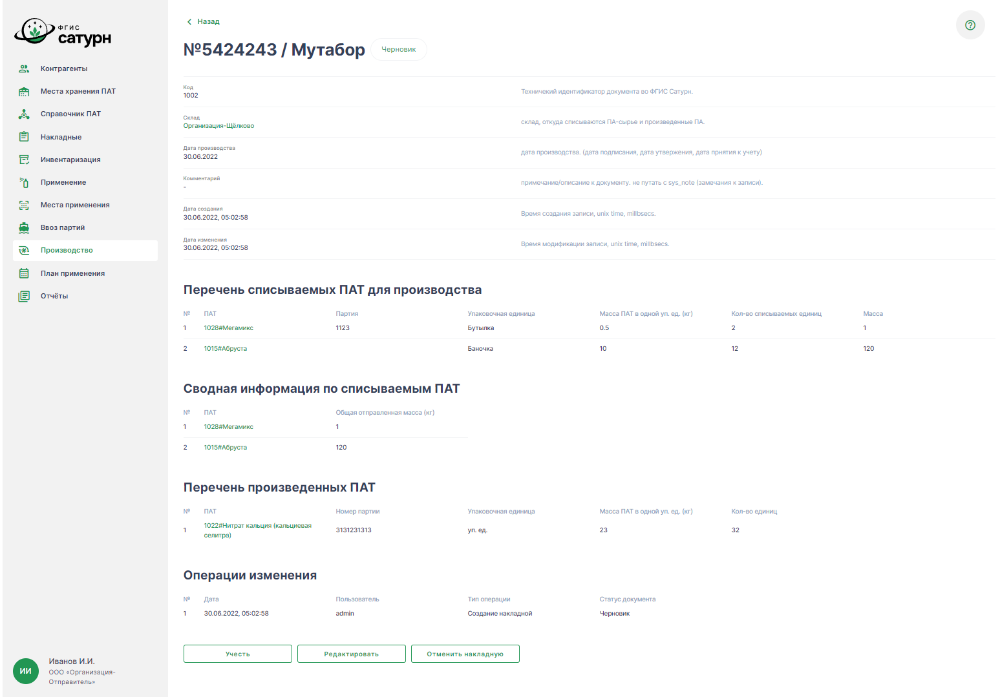 ФГИС
сатурн
Контрагенты
Места хранения ПАТ
Справочник ПАТ
Накладные
Инвентаризация
Применение
Места применения
Ввоз партий
Производство
План применения
Отчёты
ИИ
Иванов И.И.
ООО «Организация-
Отправитель»
Назад
№5424243 / Мутабор
Черновик
Код
1002
Техничекий идентификатор документа во ФГИС Сатурн.
Склад
Организация-Щёлково
склад, откуда списываются ПА-сырье и произведенные ПА.
Дата производства
30.06.2022
дата производства. (дата подписания, дата утвержения, дата прнятия к учету)
Комментарий
-
примечание/описание к документу. не путать с sys_note (замечания к записи).
Дата создания
30.06.2022, 05:02:58
Время создания записи, unix time, millbsecs.
Дата изменения
30.06.2022, 05:02:58
Время модификации записи, unix time, millbsecs.
Перечень списываемых ПАТ для производства
№ ПАТ Партия Упаковочная единица Масса ПАТ в одной уп. ед. (кг) Кол-во списываемых единиц Масса
1 1028#Мегамикс 1123 Бутылка 0.5 2 1
2 1015#Абруста Баночка 10 12 120
Сводная информация по списываемым ПАТ
№ ПАТ Общая отправленная масса (кг)
1 1028#Мегамикс 1
2 1015#Абруста 120
Перечень произведенных ПАТ
№ ПАТ Номер партии Упаковочная единица Масса ПАТ в одной уп. ед. (кг) Кол-во единиц
1 1022#Нитрат кальция (кальциевая селитра) 3131231313 уп. ед. 23 32
Операции изменения
№ Дата Пользователь Тип операции Статус документа
1 30.06.2022, 05:02:58 admin Создание накладной Черновик
Учесть Редактировать Отменить накладную